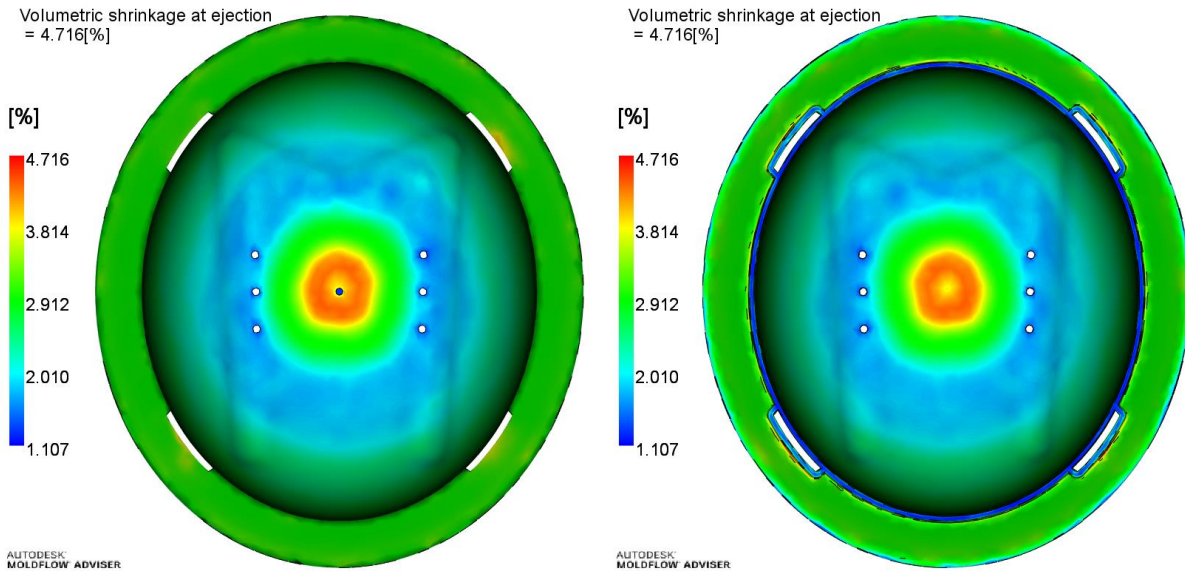 Volumetric shrinkage at ejection
= 4.716[%]
[%]
4.716
3.814
2.912
2.010
1.107
AUTODESK
MOLDFLOW ADVISER
Volumetric shrinkage at ejection
= 4.716[%]
[%]
4.716
3.814
2.912
2.010
1.107
AUTODESK
MOLDFLOW ADVISER